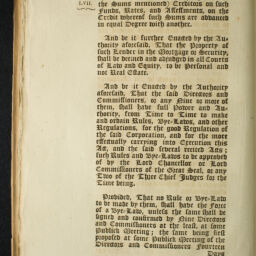 LVII.
the Sums mentioned) Creditors on such
Funds, Rates, and Assessments, on the
Credit whereof such Sums are advanced
in equal Degree with another.
And be it further Enacted by the Au-
thority aforesaid, That the Property of
such Lender in the Mortgage or Security,
shall be deemed and adjudged in all Courts
of Law and Equity, to be Personal and
not Real Estate.
And be it Enacted by the Authority
aforesaid, That the said Directors and
Commissioners, or any Nine or more of
them, shall have full Power and Au-
thority, from Time to Time to make
and ordain Rules, Bye-Laws, and other
Regulations, for the good Regulation of
the said Corporation, and for the more
effectually carrying into Execution this
Act, and the said several recited Acts;
such Rules and Bye-Laws to be approved
of by the Lord Chancellor or Lord
Commissioners of the Great Seal, or any
Two of the Three Chief Judges for the
Time being.
Provided, That no Rule or Bye-Law
to be made by them, shall have the Force
of a Bye-Law, unless the same shall be
signed and confirmed by Nine Directors
and Commissioners at the least, at some
Publick Meeting; the same being first
proposed at some Publick Meeting of the
Directors and Commissioners Fourteen
Days